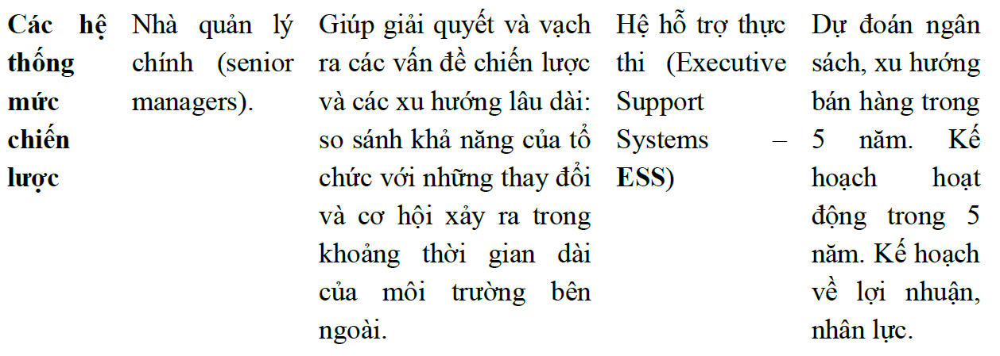 Các hệ
thống
mức
chiến
lược
Nhà quản lý
chính (senior
managers).
Giúp giải quyết và vạch
ra các vấn đề chiến lược
và các xu hướng lâu dài:
so sánh khả năng của tổ
chức với những thay đổi
và cơ hội xảy ra trong
khoảng thời gian dài
của môi trường bên
ngoài.
Hệ hỗ trợ thực
thi (Executive
Support
Systems –
ESS)
Dự đoán ngân
sách, xu hướng
bán hàng trong
5 năm. Kế
hoạch hoạt
động trong 5
năm. Kế hoạch
về lợi nhuận,
nhân lực.